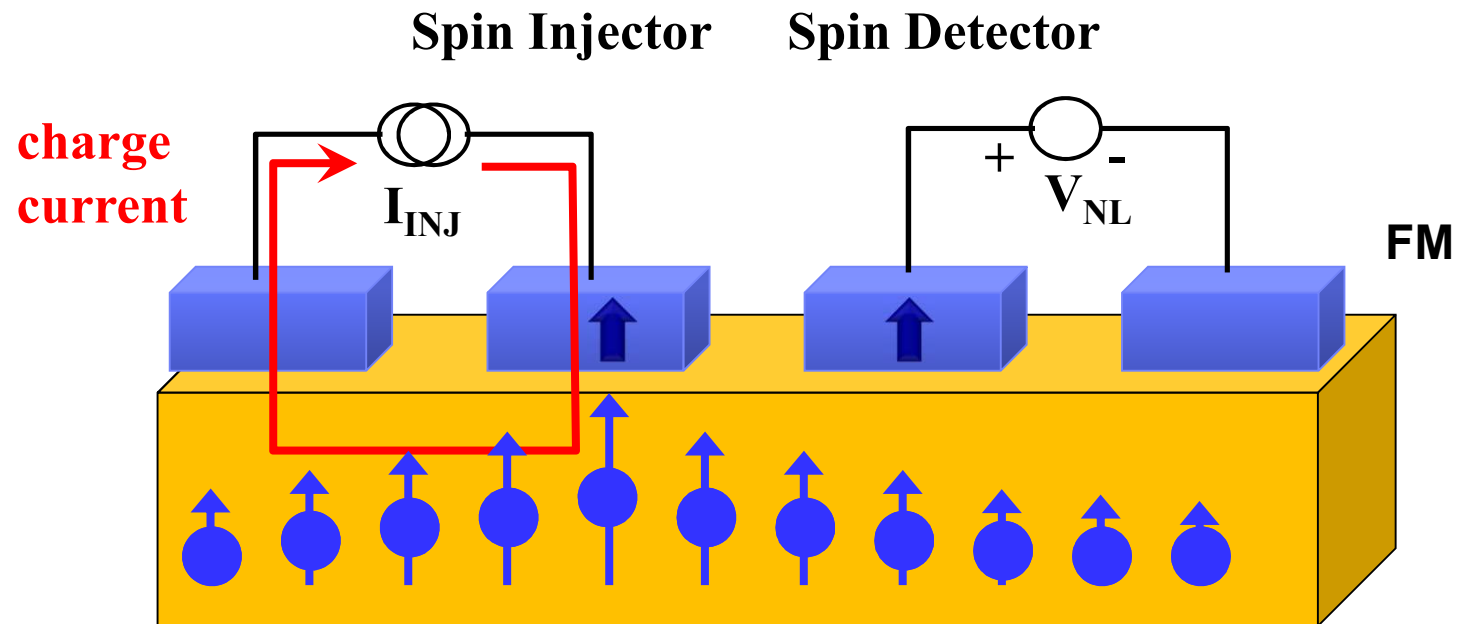 Spin Injector Spin Detector
charge
current
I_INJ
+ -
V_NL
FM